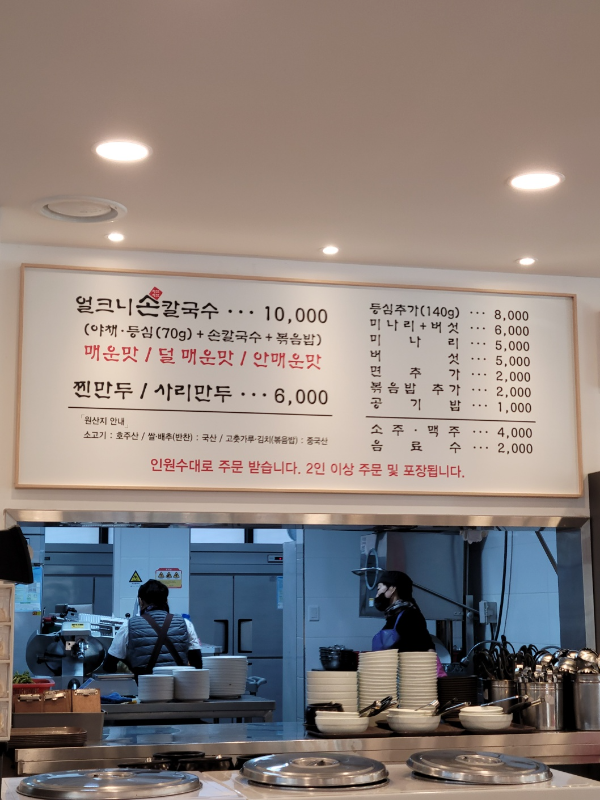 얼크니손칼국수 ··· 10,000
(야채·등심(70g)+손칼국수+볶음밥)
매운맛 / 덜 매운맛 / 안매운맛
찐만두 / 사리만두 ··· 6,000
「원산지 안내」
소고기 : 호주산 / 쌀·배추(반찬) : 국산 / 고춧가루·김치(볶음밥) : 중국산
등심추가(140g) ··· 8,000
미나리+버섯 ··· 6,000
미나리 ··· 5,000
버섯 ··· 5,000
면추가 ··· 2,000
볶음밥 추가 ··· 2,000
공기밥 ··· 1,000
소주·맥주 ··· 4,000
음료수 ··· 2,000
인원수대로 주문 받습니다. 2인 이상 주문 및 포장됩니다.